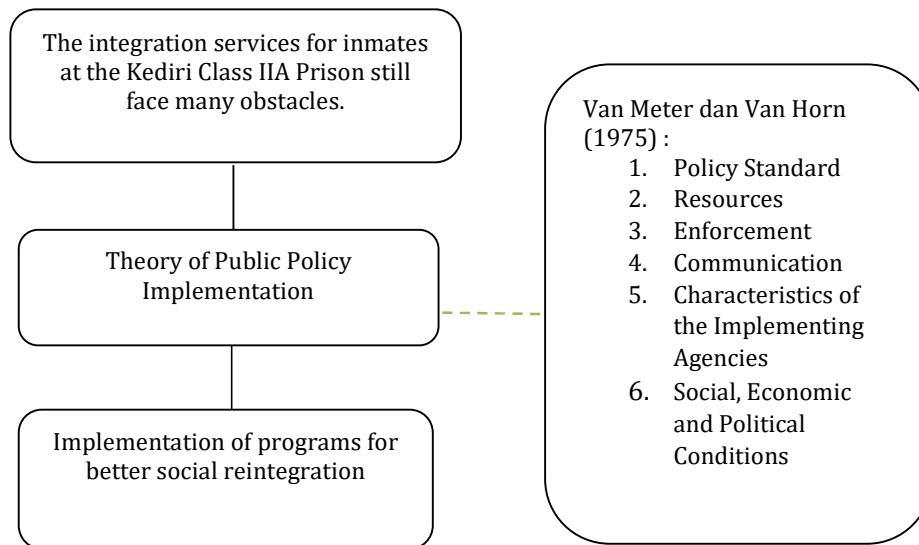 The integration services for inmates
at the Kediri Class IIA Prison still
face many obstacles.
Theory of Public Policy
Implementation
Implementation of programs for
better social reintegration
Van Meter dan Van Horn
(1975) :
1. Policy Standard
2. Resources
3. Enforcement
4. Communication
5. Characteristics of
the Implementing
Agencies
6. Social, Economic
and Political
Conditions